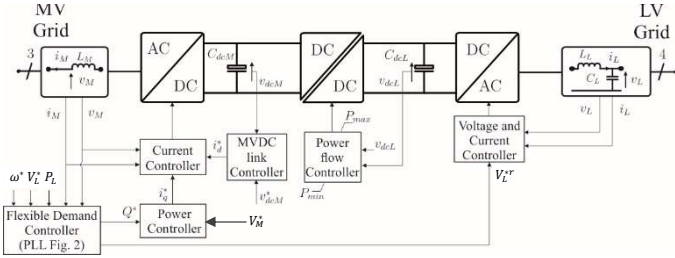 MV
Grid
LV
Grid
3
i_M
L_M
v_M
AC
DC
C_dcM
v_dcM
DC
DC
C_dcL
v_dcL
DC
AC
L_L
i_L
C_L
v_L
4
i_M
v_M
P_max
v_L
i_L
Current
Controller
i_d^*
MVDC
link
Controller
Power
flow
Controller
v_dcL
Voltage and
Current
Controller
ω^* V_L^* P_L
i_q^*
v_dcM^*
P_min
V_L^*r
Flexible Demand
Controller
(PLL Fig. 2)
Q^*
Power
Controller
V_M^*